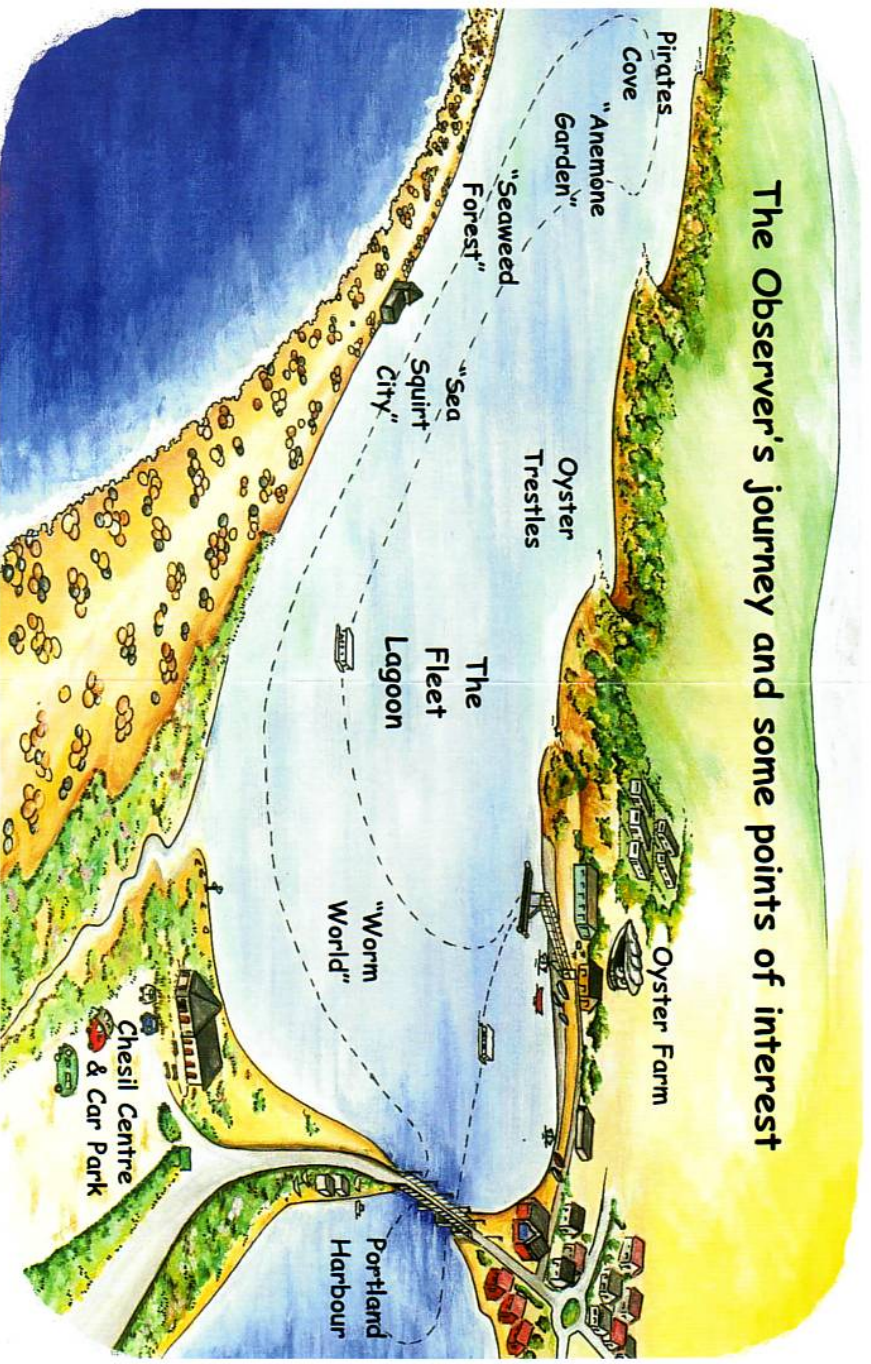 The Observer's journey and some points of interest
Pirates
Cove
"Anemone
Garden"
"Seaweed
Forest"
"Sea
Squirt
City"
Oyster
Trestles
The
Fleet
Lagoon
Oyster Farm
"Worm
World"
Chesil Centre
& Car Park
Portland
Harbour